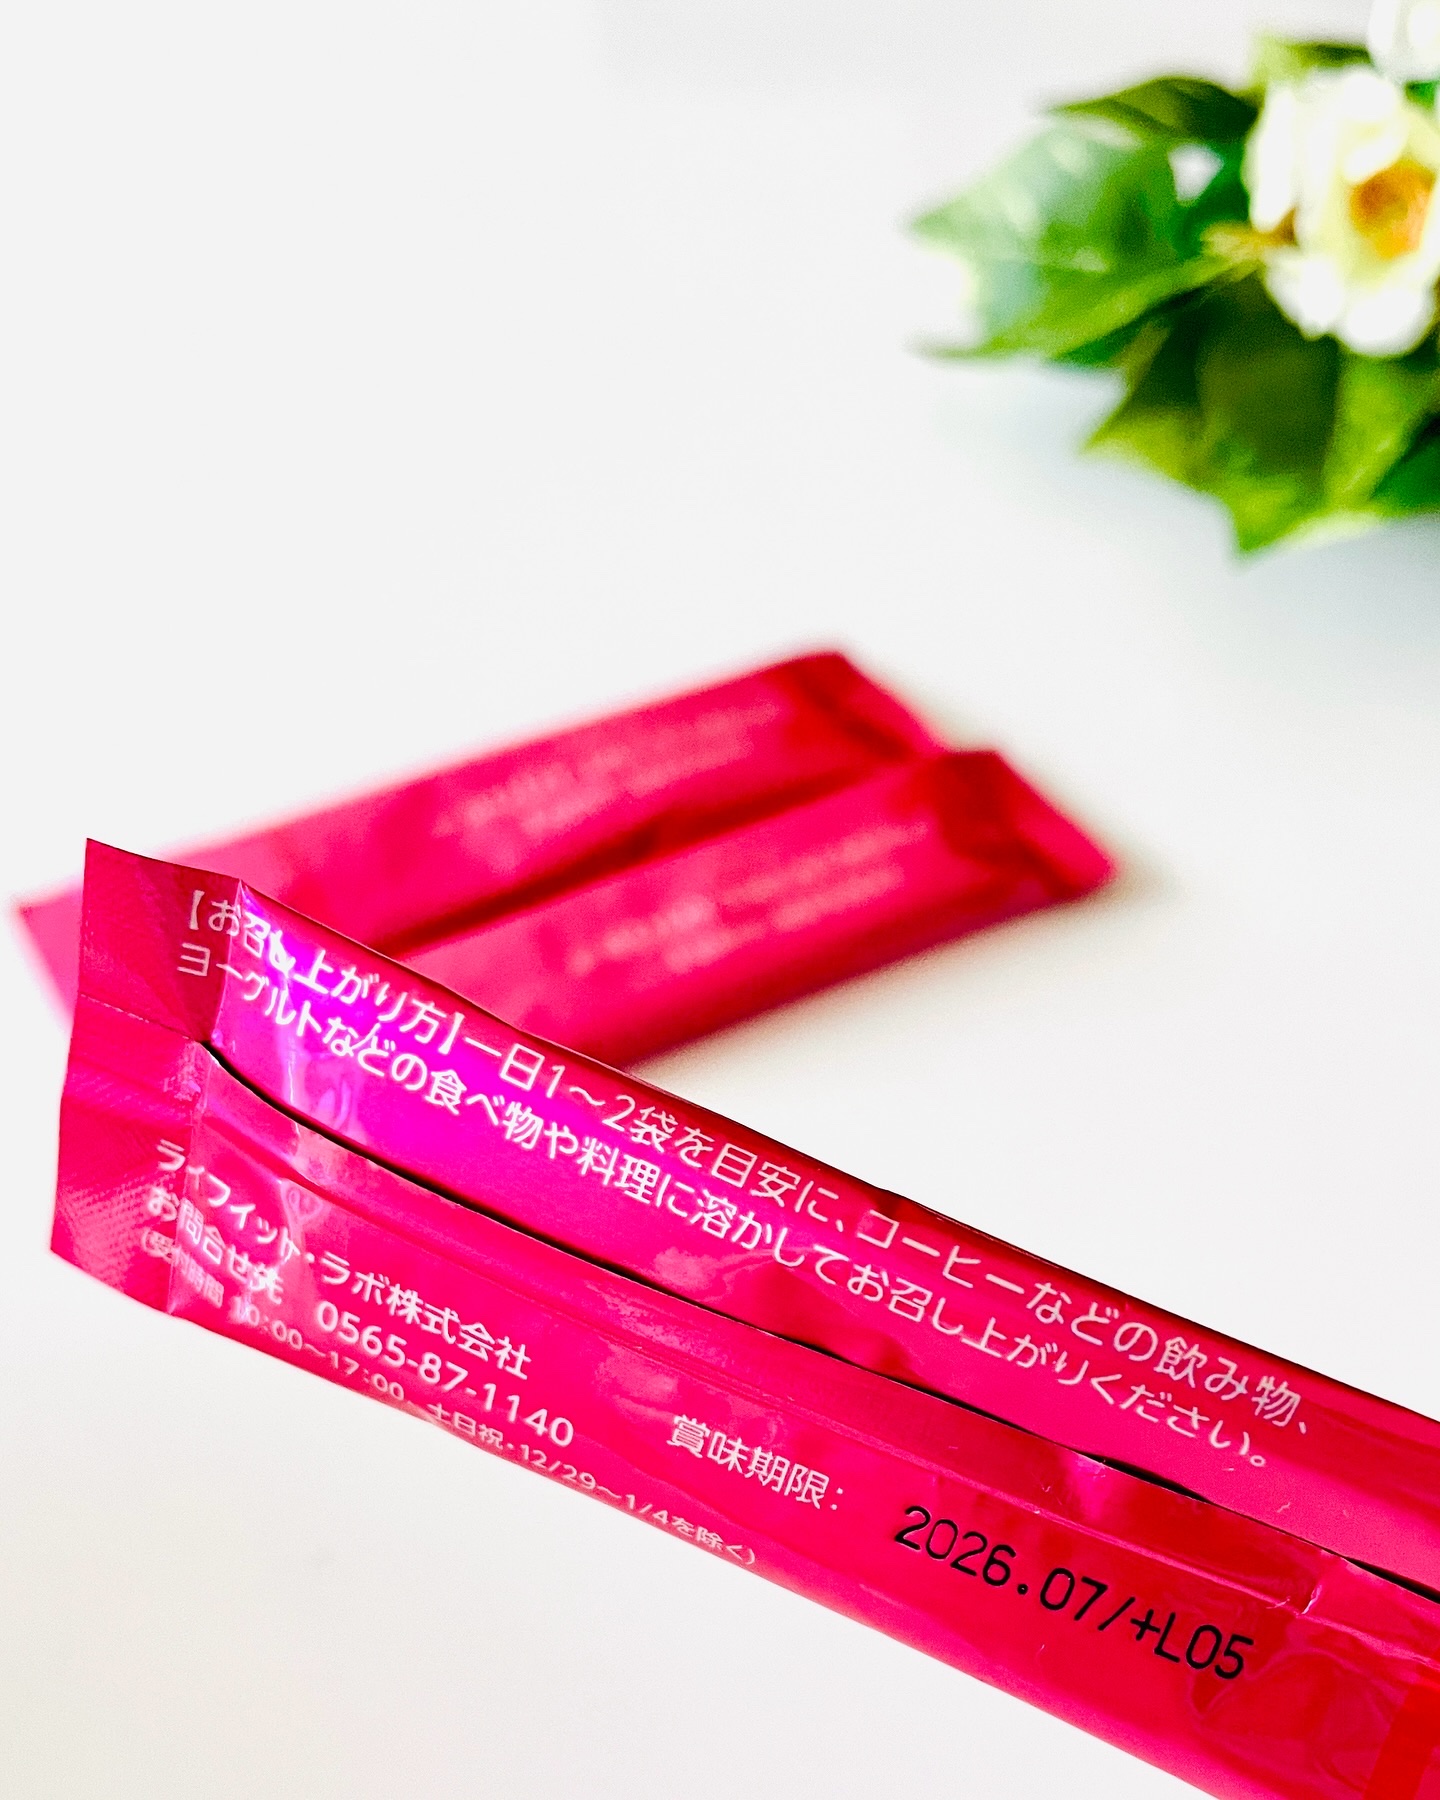 【お召し上がり方】一日1～2袋を目安に、コーヒーなどの飲み物、
ヨーグルトなどの食べ物や料理に溶かしてお召し上がりください。
ライフィッケ・ラボ株式会社
お問合せ先 0565-87-1140
(受付時間 10:00～17:00 土日祝・12/29～1/4を除く)
賞味期限: 2026.07/+L05